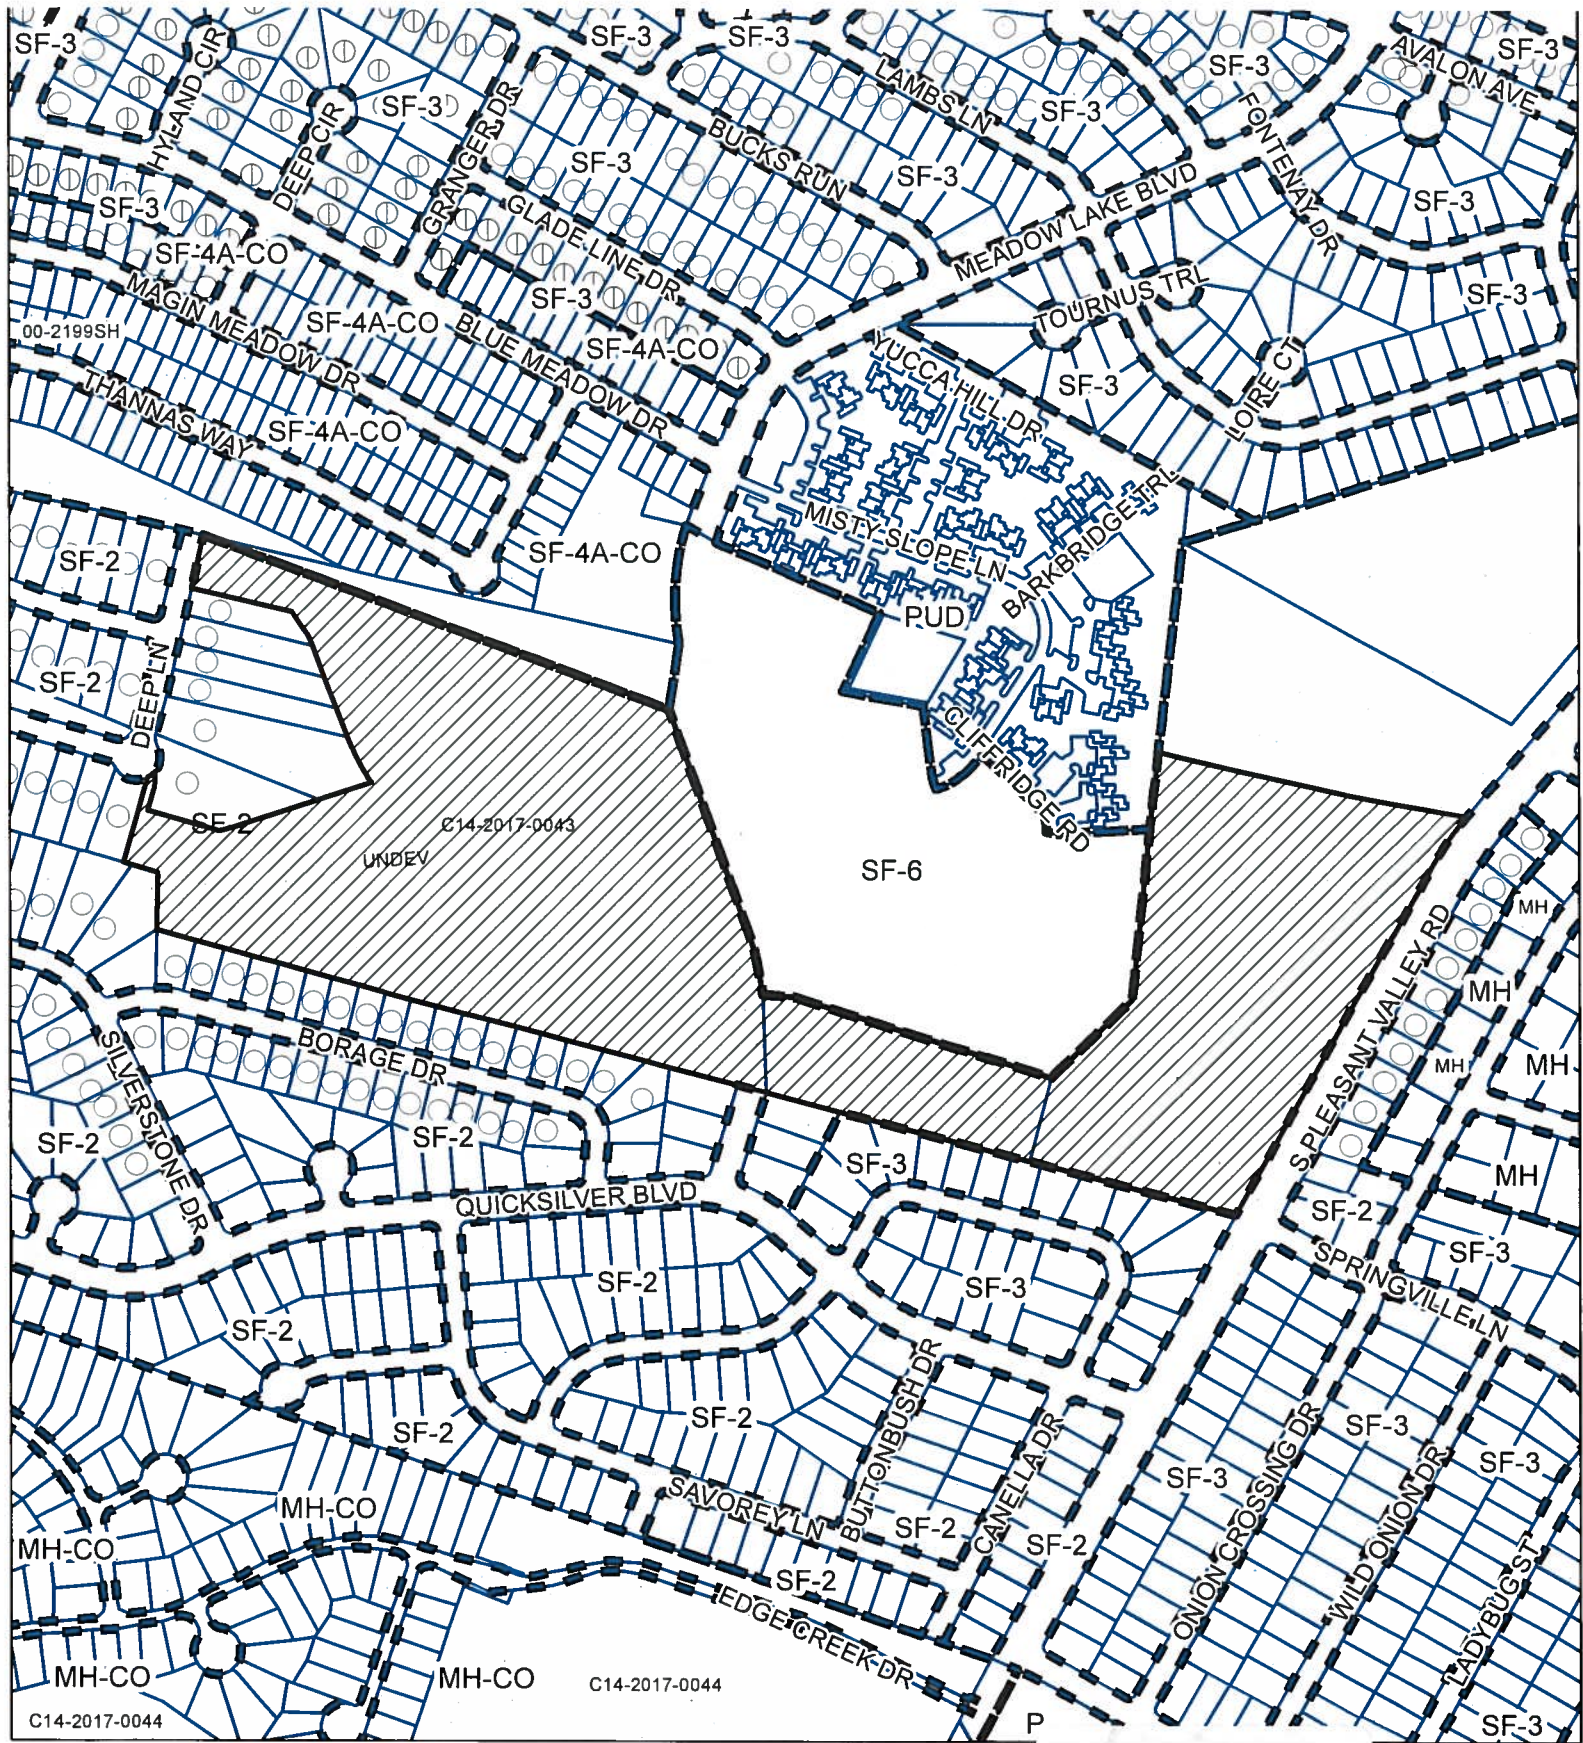 SF-3
SF-3
SF-3
SF-3
AVALON AVE
SF-3
HYLAND CIR
DEEP CIR
SF-3
GRANGER DR
LAMBS LN
SF-3
FONTENAY DR
BUCKS RUN
SF-3
SF-3
SF-3
SF-3
MEADOW LAKE BLVD
GLADE LINE DR
SF-4A-CO
SF-3
TOURNUS TRL
SF-3
MAGIN MEADOW DR
00-2199SH
SF-4A-CO
BLUE MEADOW DR
SF-4A-CO
YUCCA HILL DR
SF-3
LOIRE CT
THANNAS WAY
SF-4A-CO
MISTY SLOPE LN
BARKBRIDGE TRL
SF-4A-CO
SF-2
PUD
DEEP LN
SF-2
CLIFFRIDGE RD
SF-2
C14-2017-0043
UNDEV
SF-6
S PLEASANT VALLEY RD
MH
MH
MH
MH
SILVERSTONE DR
BORAGE DR
SF-2
SF-2
SF-3
MH
QUICKSILVER BLVD
SF-2
SPRINGVILLE LN
SF-3
SF-2
SF-3
SF-2
BUTTONBUSH DR
SF-2
SF-2
CANELLA DR
SF-3
SF-3
SF-3
ONION CROSSING DR
WILD ONION DR
LADYBUG ST
MH-CO
SAVOREY LN
SF-2
SF-2
MH-CO
SF-2
EDGE CREEK DR
MH-CO
MH-CO
C14-2017-0044
C14-2017-0044
P
SF-3